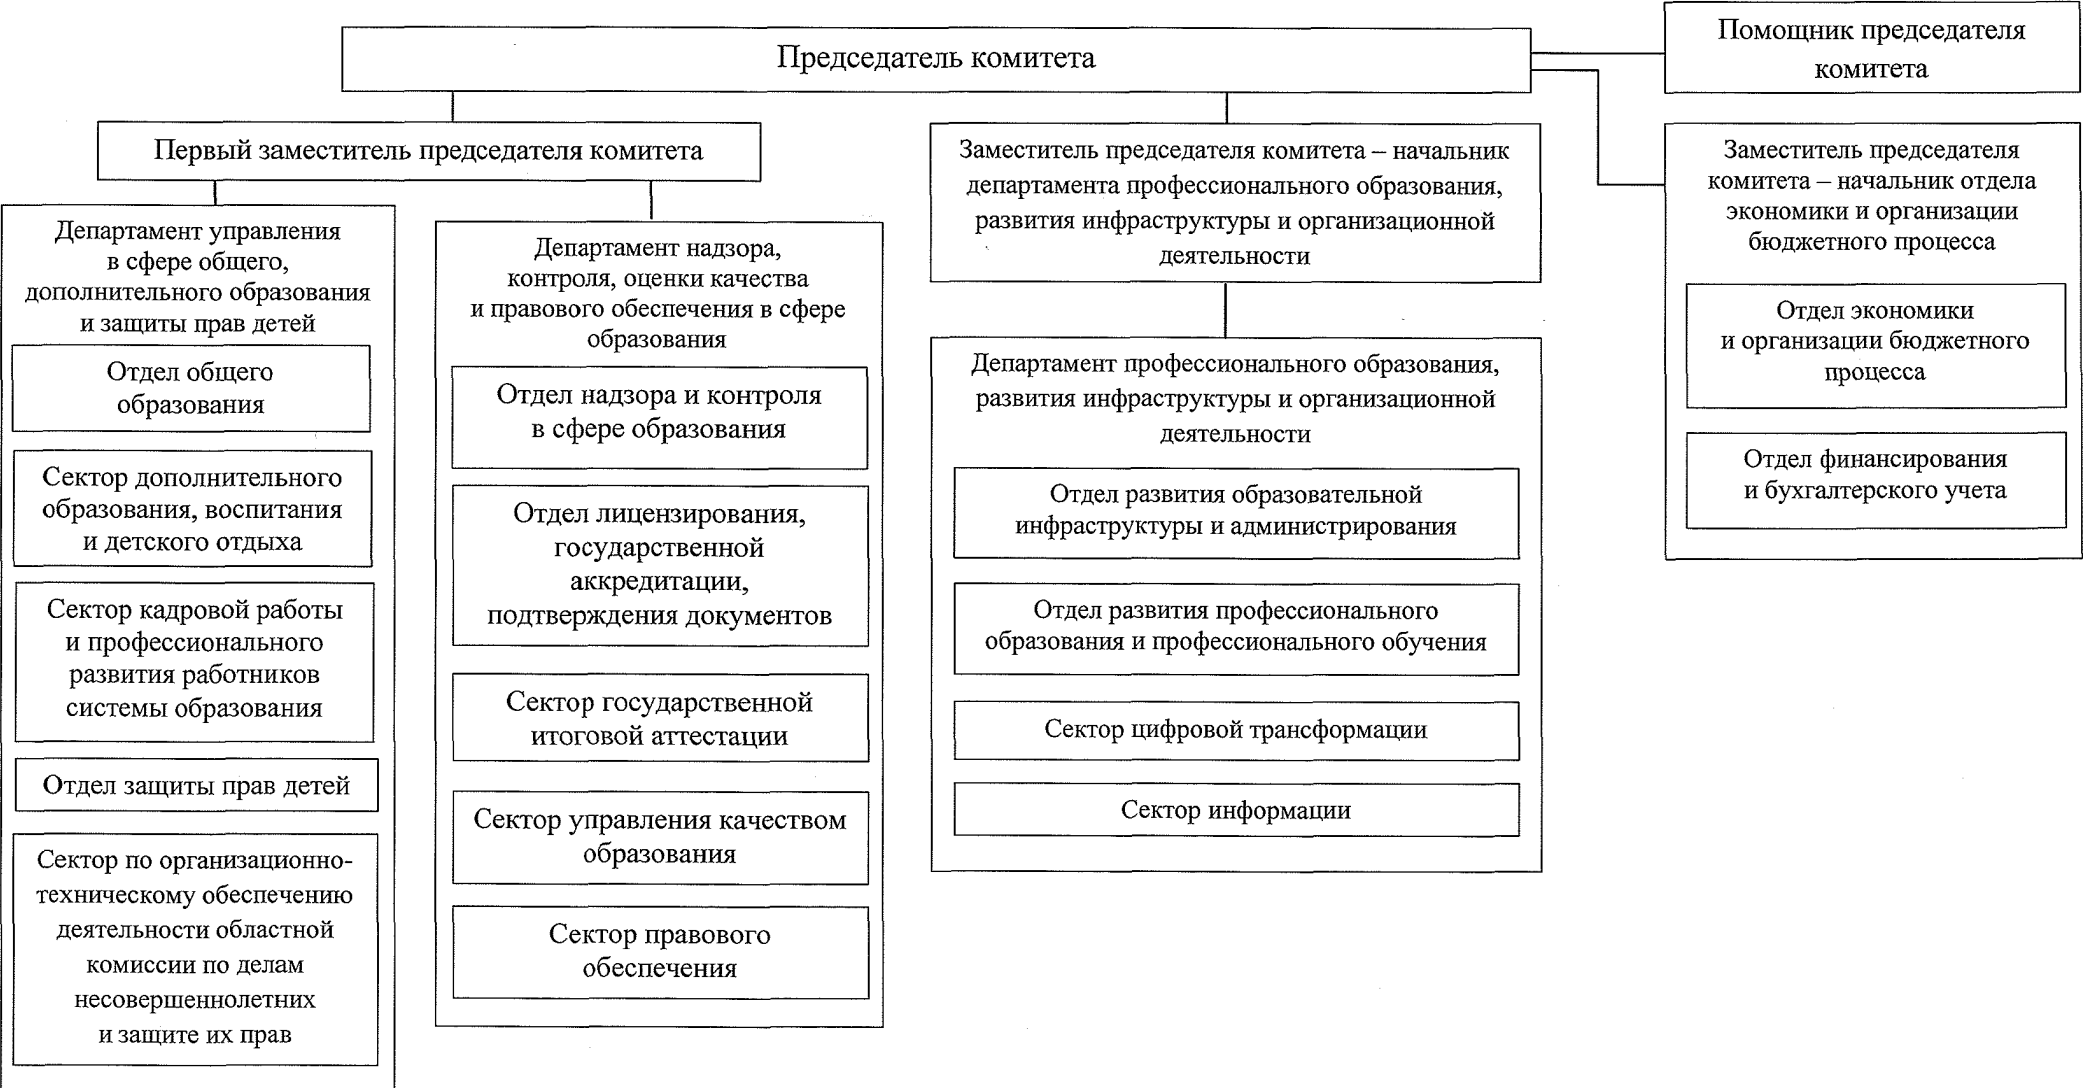 Председатель комитета
Помощник председателя
комитета
Первый заместитель председателя комитета
Департамент управления
в сфере общего,
дополнительного образования
и защиты прав детей
Отдел общего
образования
Сектор дополнительного
образования, воспитания
и детского отдыха
Сектор кадровой работы
и профессионального
развития работников
системы образования
Отдел защиты прав детей
Сектор по организационно-
техническому обеспечению
деятельности областной
комиссии по делам
несовершеннолетних
и защите их прав
Департамент надзора,
контроля, оценки качества
и правового обеспечения в сфере
образования
Отдел надзора и контроля
в сфере образования
Отдел лицензирования,
государственной
аккредитации,
подтверждения документов
Сектор государственной
итоговой аттестации
Сектор управления качеством
образования
Сектор правового
обеспечения
Заместитель председателя комитета – начальник
департамента профессионального образования,
развития инфраструктуры и организационной
деятельности
Департамент профессионального образования,
развития инфраструктуры и организационной
деятельности
Отдел развития образовательной
инфраструктуры и администрирования
Отдел развития профессионального
образования и профессионального обучения
Сектор цифровой трансформации
Сектор информации
Заместитель председателя
комитета – начальник отдела
экономики и организации
бюджетного процесса
Отдел экономики
и организации бюджетного
процесса
Отдел финансирования
и бухгалтерского учета